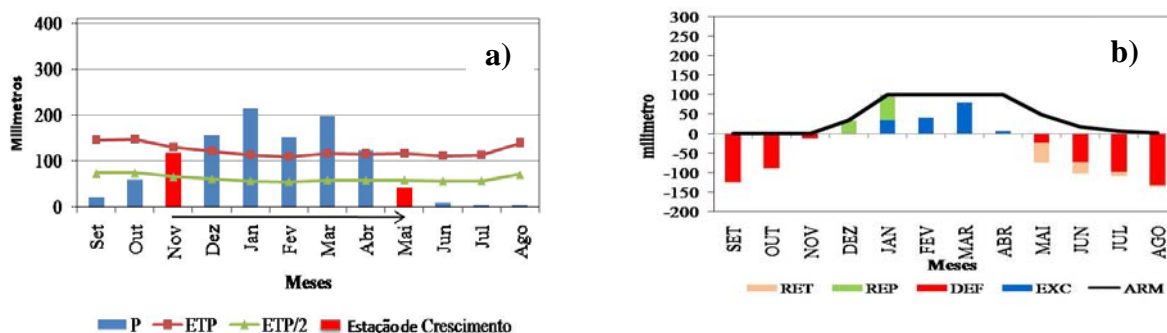 a)
400
300
200
100
0
Milímetros
Set Out Nov Dez Jan Fev Mar Abr Mai Jun Jul Ago
Meses
P ETP ETP/2 Estação de Crescimento
b)
300
250
200
150
100
50
0
-50
-100
-150
-200
milímetro
SET OUT NOV DEZ JAN FEV MAR ABR MAI JUN JUL AGO
Meses
RET REP DEF EXC ARM